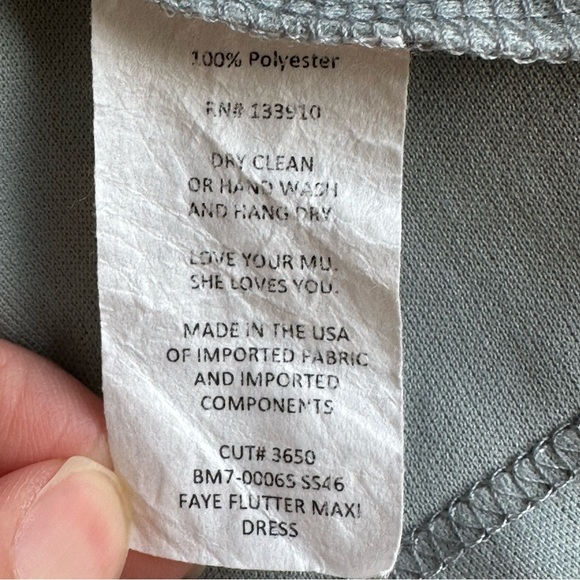 100% Polyester
RN# 133910
DRY CLEAN
OR HAND WASH
AND HANG DRY
LOVE YOUR MU.
SHE LOVES YOU.
MADE IN THE USA
OF IMPORTED FABRIC
AND IMPORTED
COMPONENTS
CUT# 3650
BM7-00065 SS46
FAYE FLUTTER MAXI
DRESS